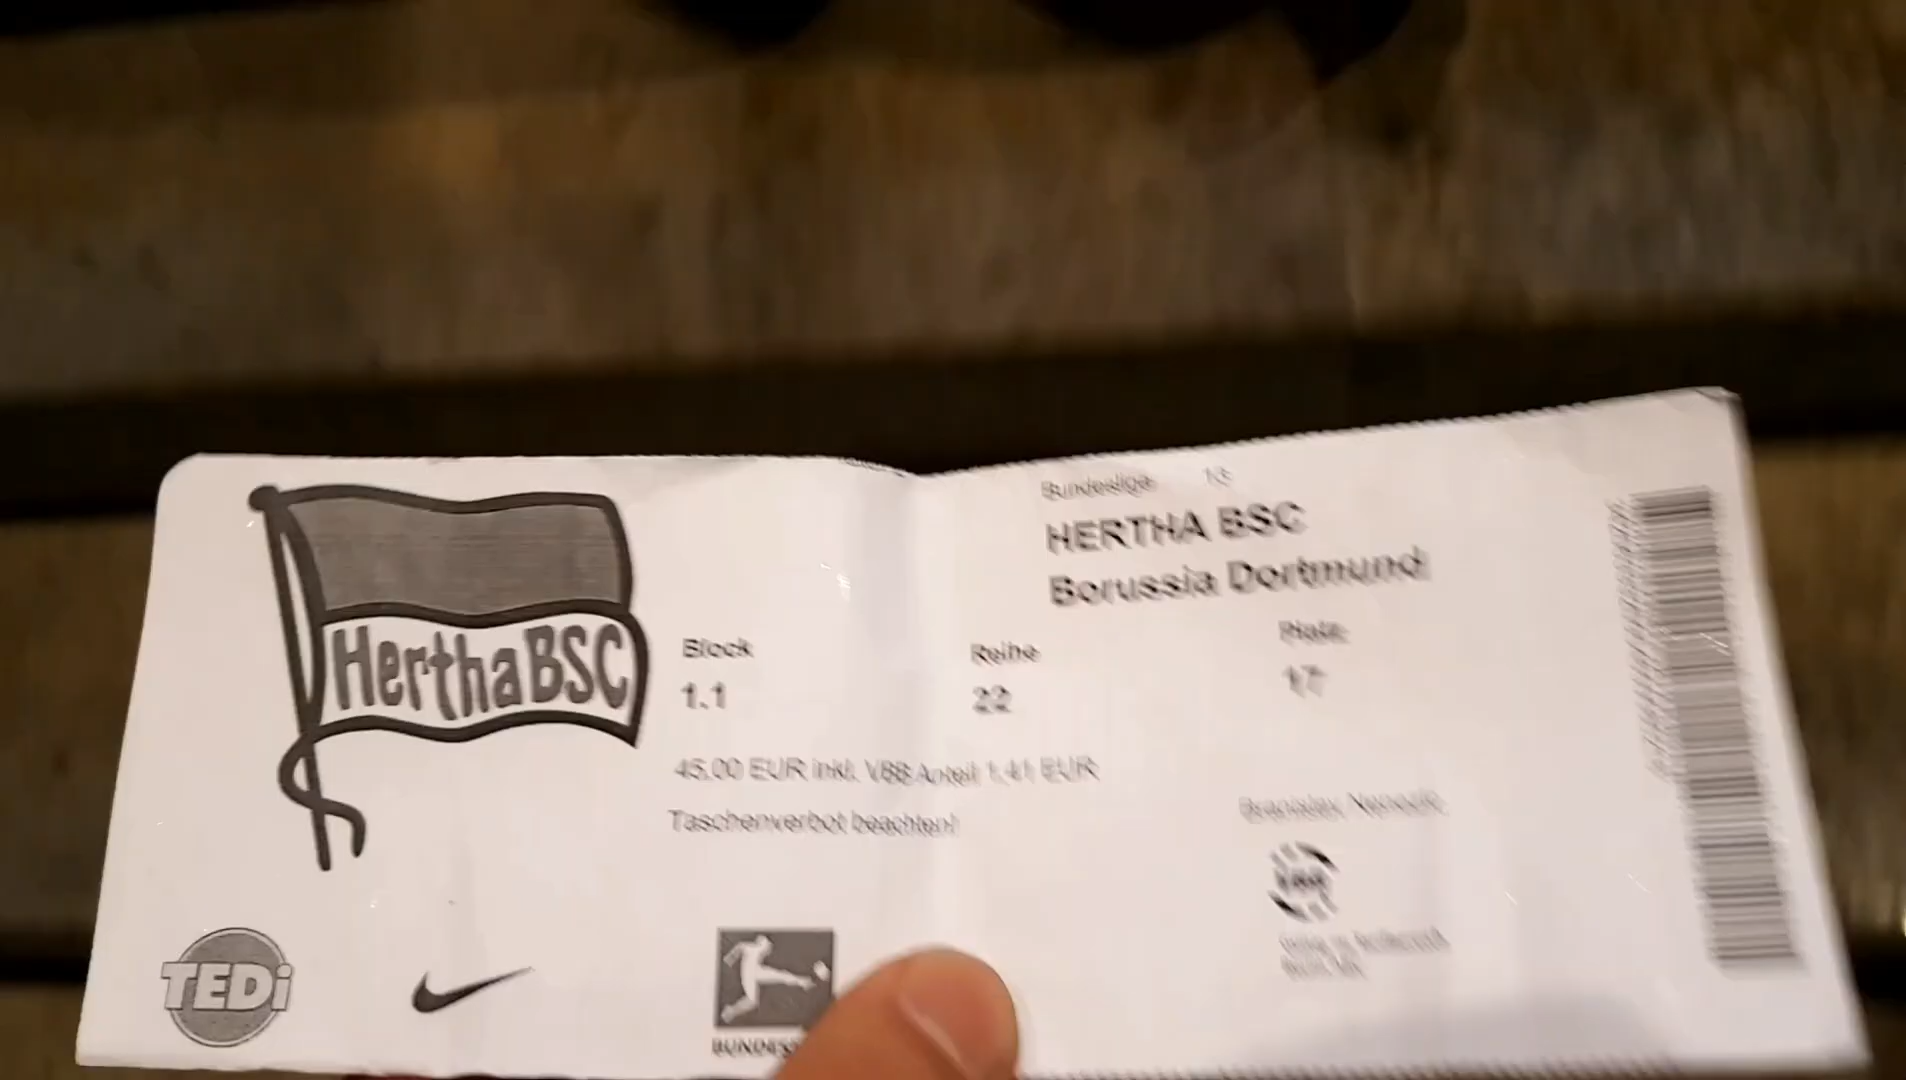 HerthaBSC
Bundesliga
HERTHA BSC
Borussia Dortmund
Block
Reihe
Platz
1.1
22
17
45.00 EUR inkl. VBB Anteil 1,41 EUR
Taschenverbot beachten!
TEDi